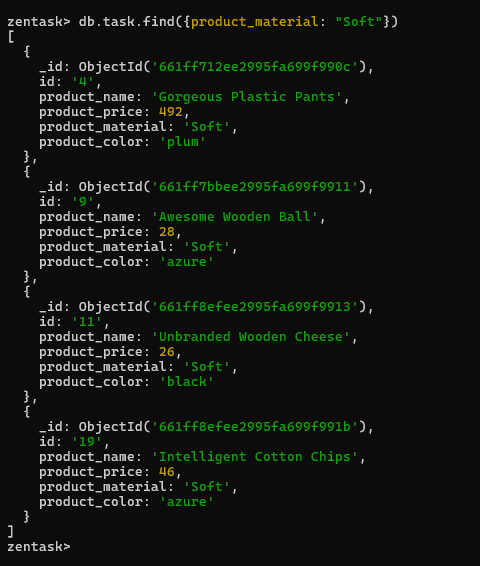 zentask> db.task.find({product_material: "Soft"})
[
  {
    _id: ObjectId('661ff712ee2995fa699f990c'),
    id: '4',
    product_name: 'Gorgeous Plastic Pants',
    product_price: 492,
    product_material: 'Soft',
    product_color: 'plum'
  },
  {
    _id: ObjectId('661ff7bbee2995fa699f9911'),
    id: '9',
    product_name: 'Awesome Wooden Ball',
    product_price: 28,
    product_material: 'Soft',
    product_color: 'azure'
  },
  {
    _id: ObjectId('661ff8efee2995fa699f9913'),
    id: '11',
    product_name: 'Unbranded Wooden Cheese',
    product_price: 26,
    product_material: 'Soft',
    product_color: 'black'
  },
  {
    _id: ObjectId('661ff8efee2995fa699f991b'),
    id: '19',
    product_name: 'Intelligent Cotton Chips',
    product_price: 46,
    product_material: 'Soft',
    product_color: 'azure'
  }
]
zentask>